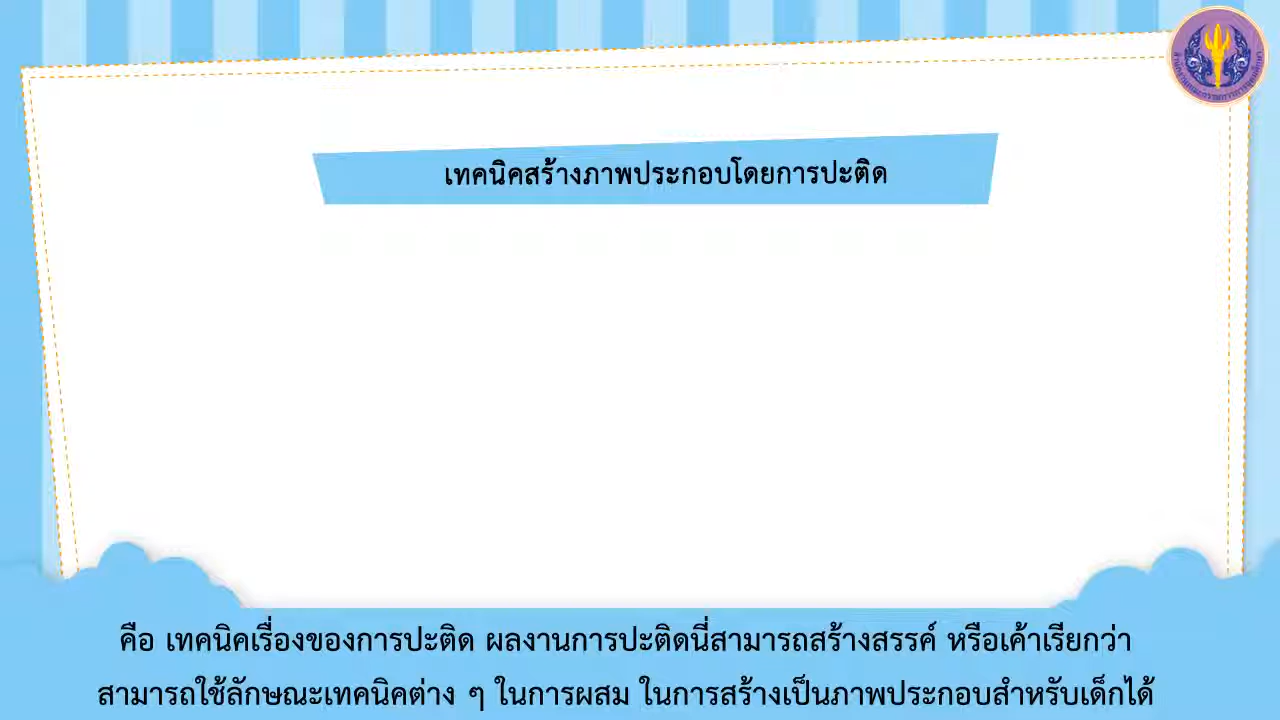 เทคนิคสร้างภาพประกอบโดยการปะติด
คือ เทคนิคเรื่องของการปะติด ผลงานการปะติดนี่สามารถสร้างสรรค์ หรือเค้าเรียกว่า
สามารถใช้ลักษณะเทคนิคต่าง ๆ ในการผสม ในการสร้างเป็นภาพประกอบสำหรับเด็กได้